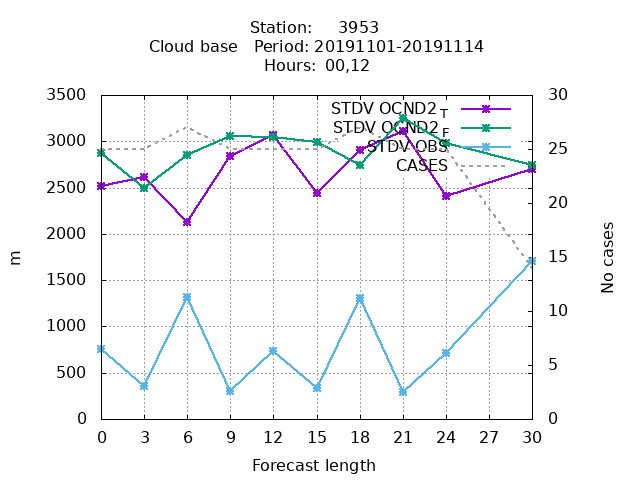 Station: 3953
Cloud base Period: 20191101-20191114
Hours: 00,12
3500 30
STDV OCND2_T
3000 STDV OCND2_F 25
STDV OBS
CASES
2500
2000 20
1500 15
1000 10
500 5
0 0
m
No cases
0 3 6 9 12 15 18 21 24 27 30
Forecast length